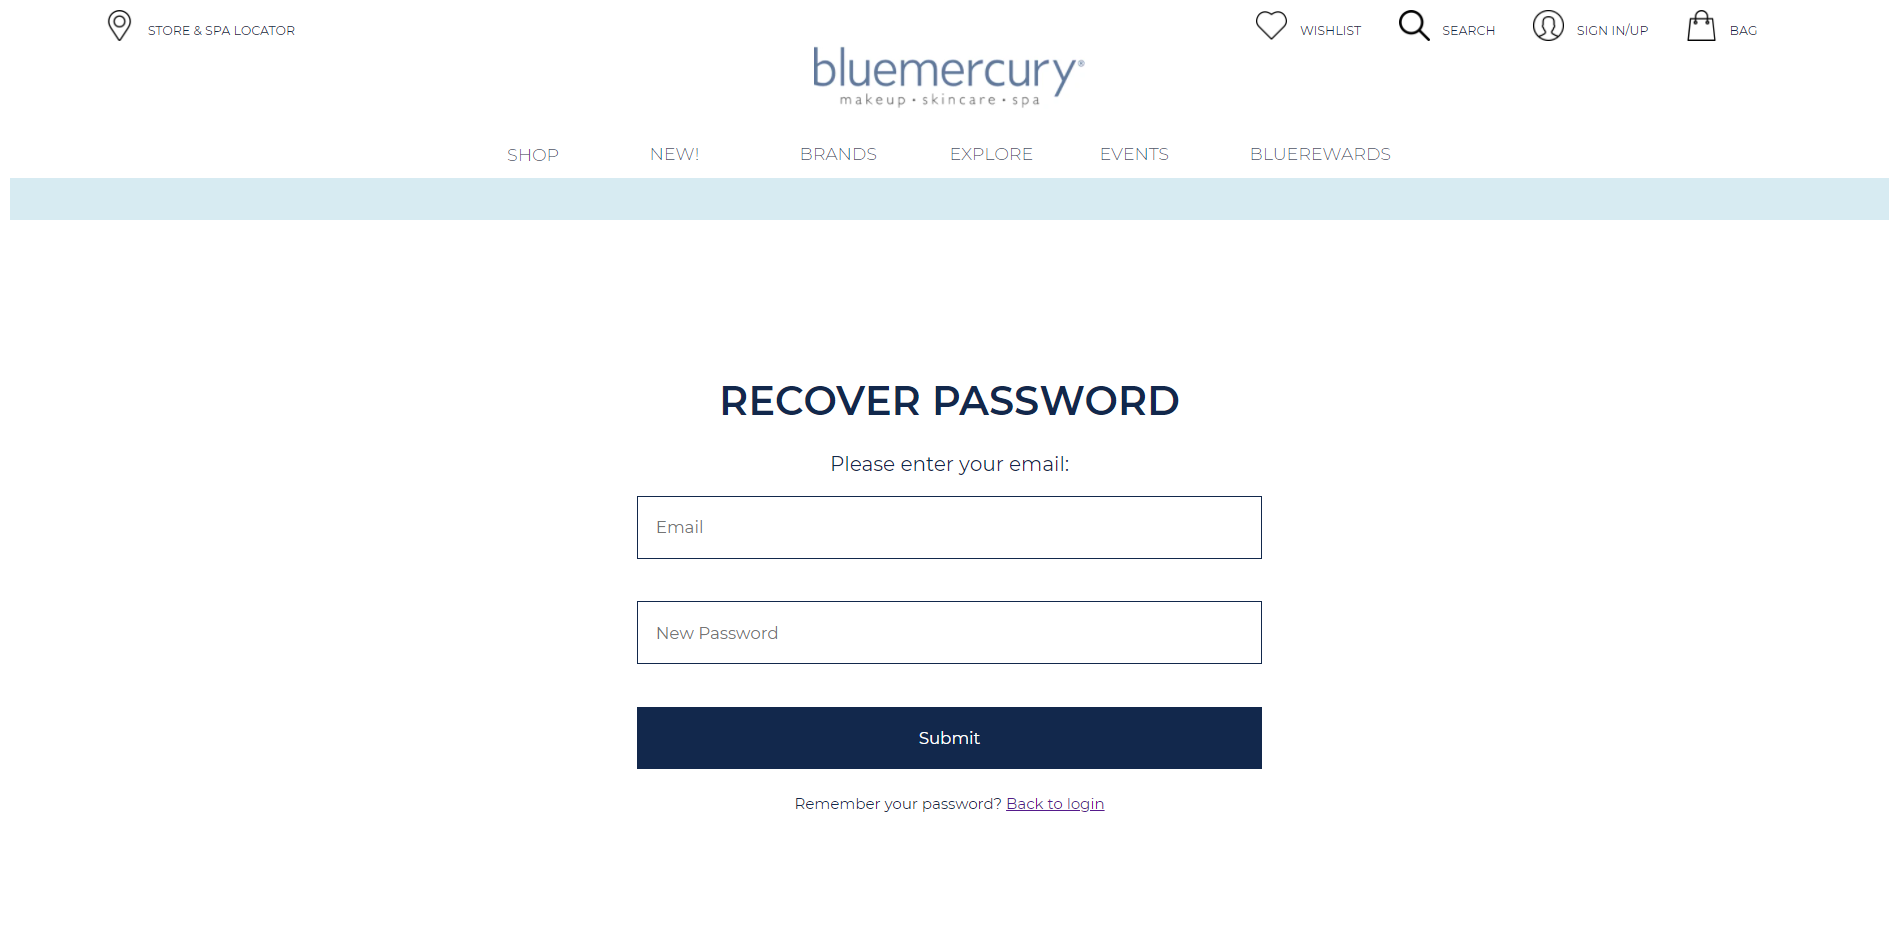 STORE & SPA LOCATOR
WISHLIST
SEARCH
SIGN IN/UP
BAG
bluemercury®
makeup • skincare • spa
SHOP
NEW!
BRANDS
EXPLORE
EVENTS
BLUEREWARDS
RECOVER PASSWORD
Please enter your email:
Email
New Password
Submit
Remember your password? Back to login